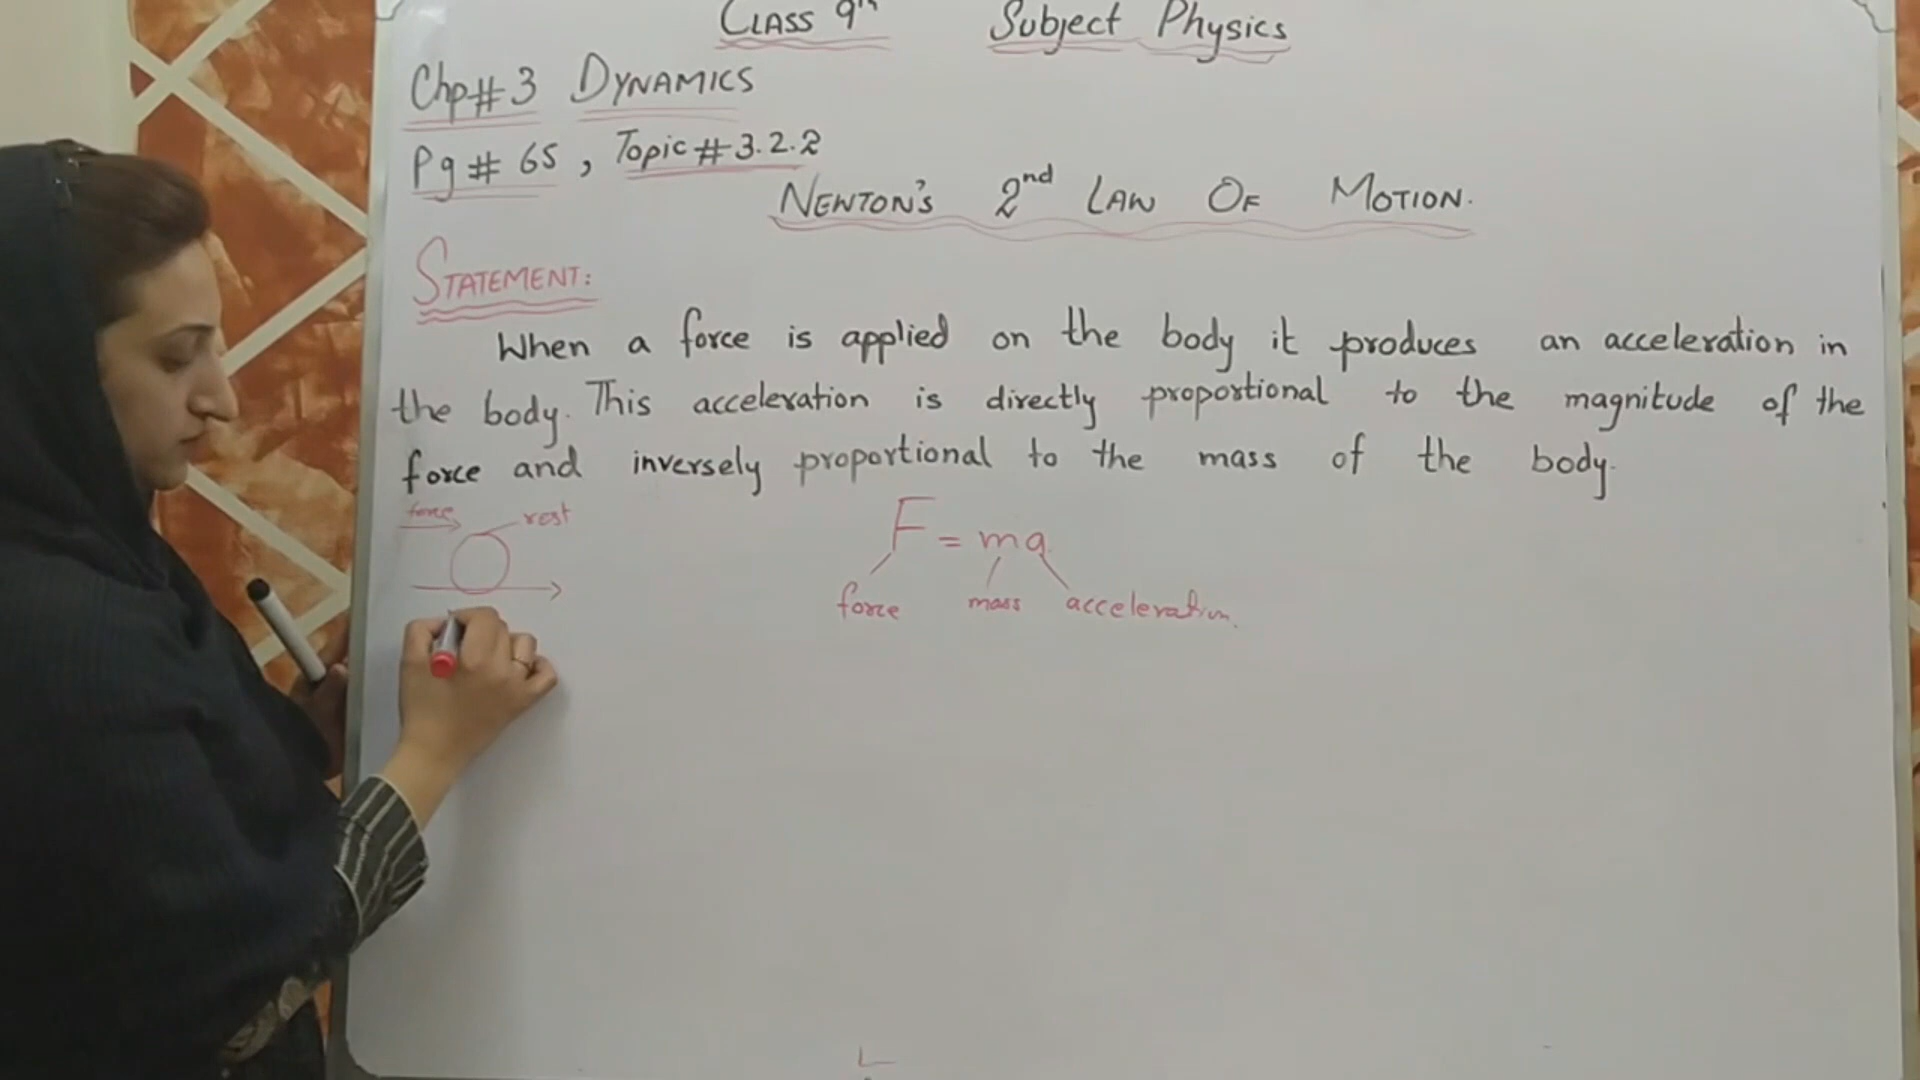 CLASS 9th Subject Physics
Chp# 3 DYNAMICS
Pg # 65 , Topic # 3.2.2
NEWTON'S 2nd LAW OF MOTION.
STATEMENT:
When a force is applied on the body it produces an acceleration in
the body. This acceleration is directly proportional to the magnitude of the
force and inversely proportional to the mass of the body.
force rest
F = ma
force mass acceleration.